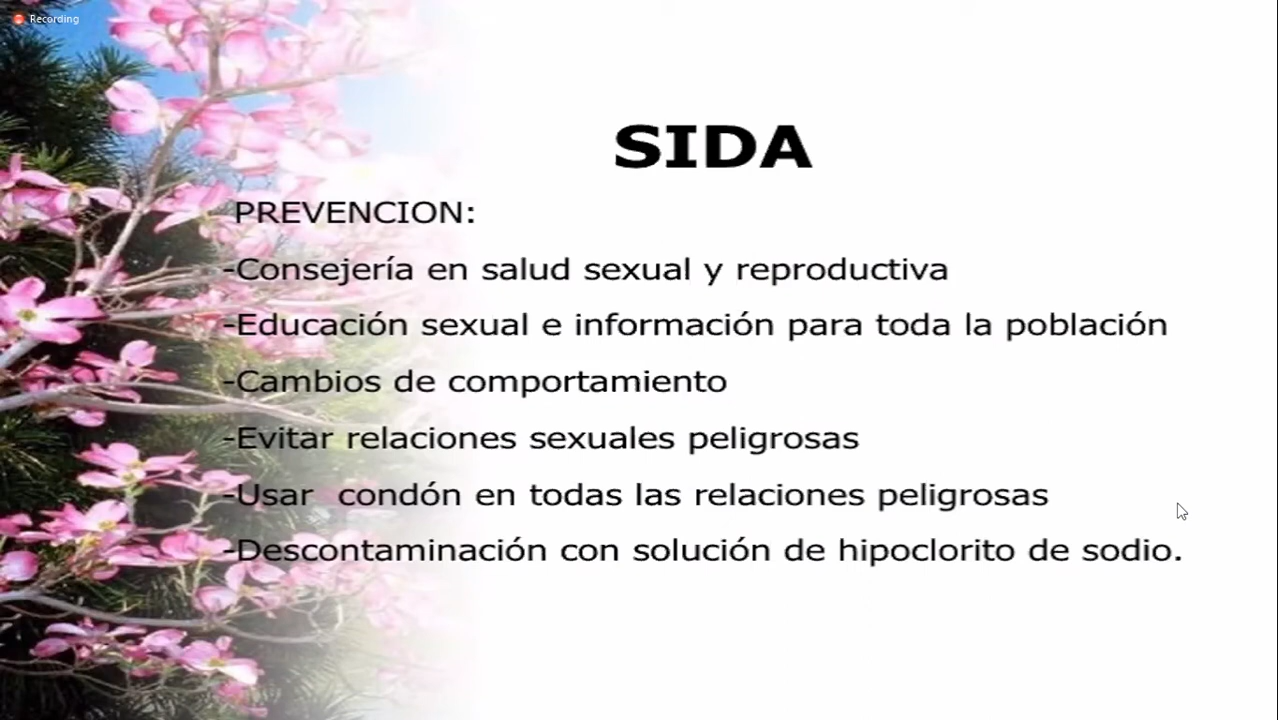 Recording
SIDA
PREVENCION:
-Consejería en salud sexual y reproductiva
-Educación sexual e información para toda la población
-Cambios de comportamiento
-Evitar relaciones sexuales peligrosas
-Usar  condón en todas las relaciones peligrosas
-Descontaminación con solución de hipoclorito de sodio.